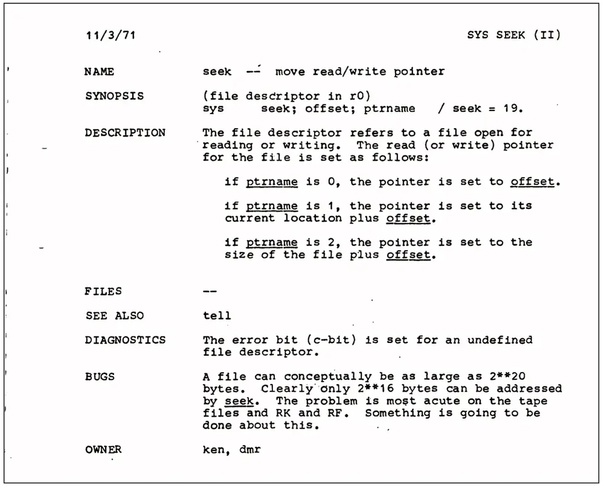 11/3/71 SYS SEEK (II)
NAME seek -- move read/write pointer
SYNOPSIS (file descriptor in r0)
sys seek; offset; ptrname / seek = 19.
DESCRIPTION The file descriptor refers to a file open for
reading or writing. The read (or write) pointer
for the file is set as follows:
if ptrname is 0, the pointer is set to offset.
if ptrname is 1, the pointer is set to its
current location plus offset.
if ptrname is 2, the pointer is set to the
size of the file plus offset.
FILES --
SEE ALSO tell
DIAGNOSTICS The error bit (c-bit) is set for an undefined
file descriptor.
BUGS A file can conceptually be as large as 2**20
bytes. Clearly only 2**16 bytes can be addressed
by seek. The problem is most acute on the tape
files and RK and RF. Something is going to be
done about this.
OWNER ken, dmr